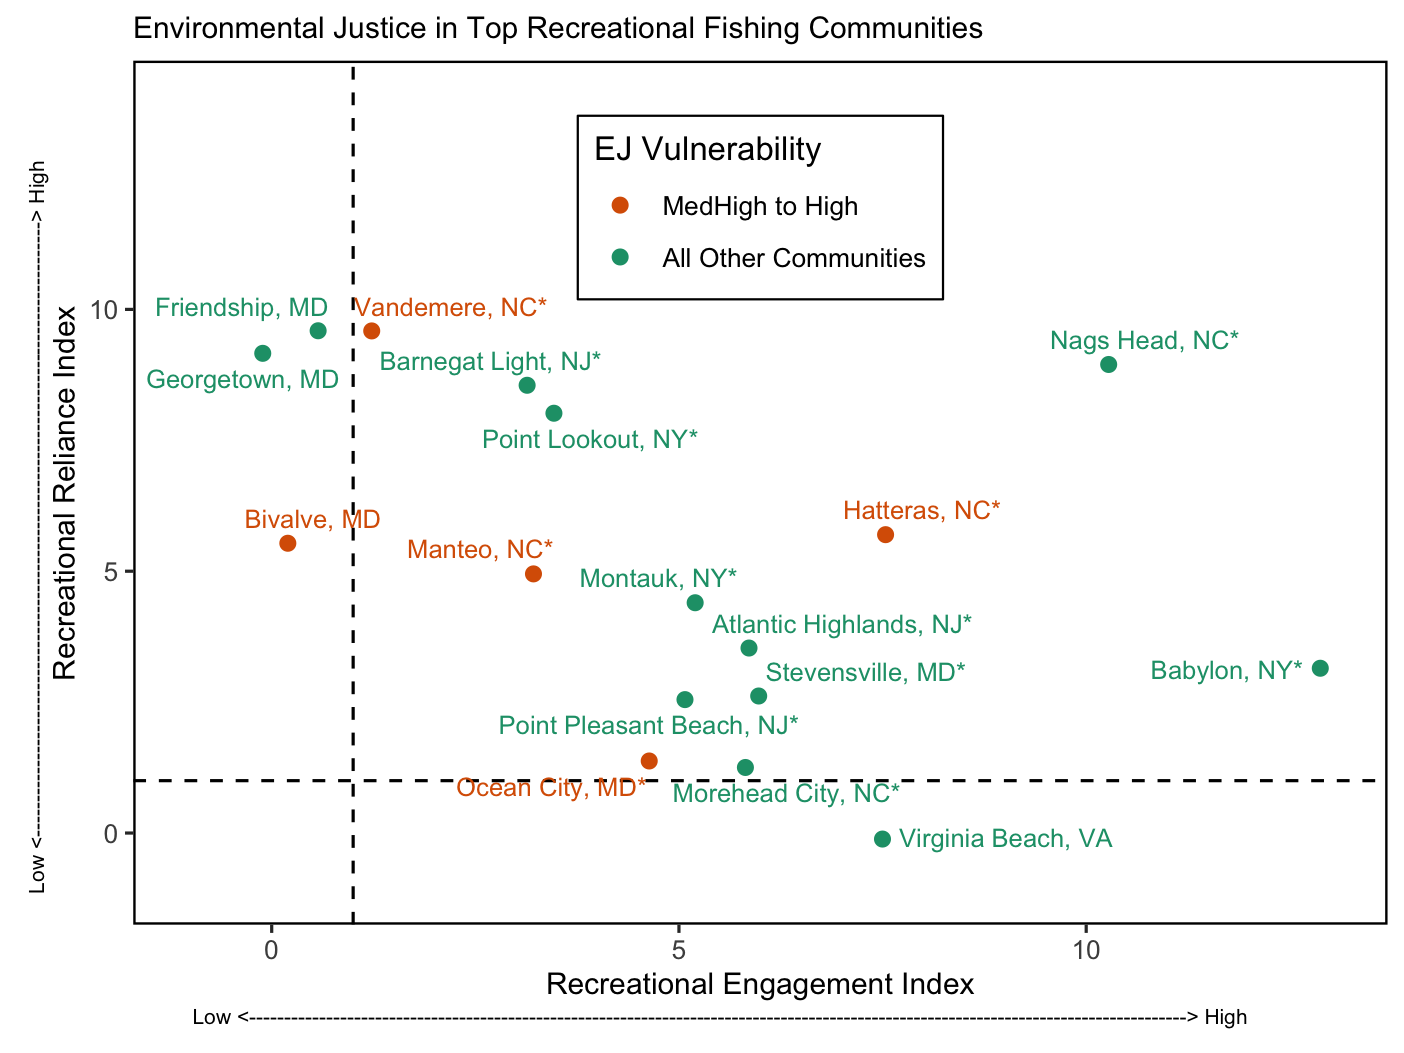 Environmental Justice in Top Recreational Fishing Communities
EJ Vulnerability
MedHigh to High
All Other Communities
Friendship, MD
Vandemere, NC*
Georgetown, MD
Barnegat Light, NJ*
Nags Head, NC*
Point Lookout, NY*
Bivalve, MD
Hatteras, NC*
Manteo, NC*
Montauk, NY*
Atlantic Highlands, NJ*
Stevensville, MD*
Babylon, NY*
Point Pleasant Beach, NJ*
Ocean City, MD*
Morehead City, NC*
Virginia Beach, VA
10
5
0
Recreational Reliance Index
Low <-----------------------------------------------------------------------------------------> High
0
5
10
Recreational Engagement Index
Low <---------------------------------------------------------------------------------------------------------------------------------------> High